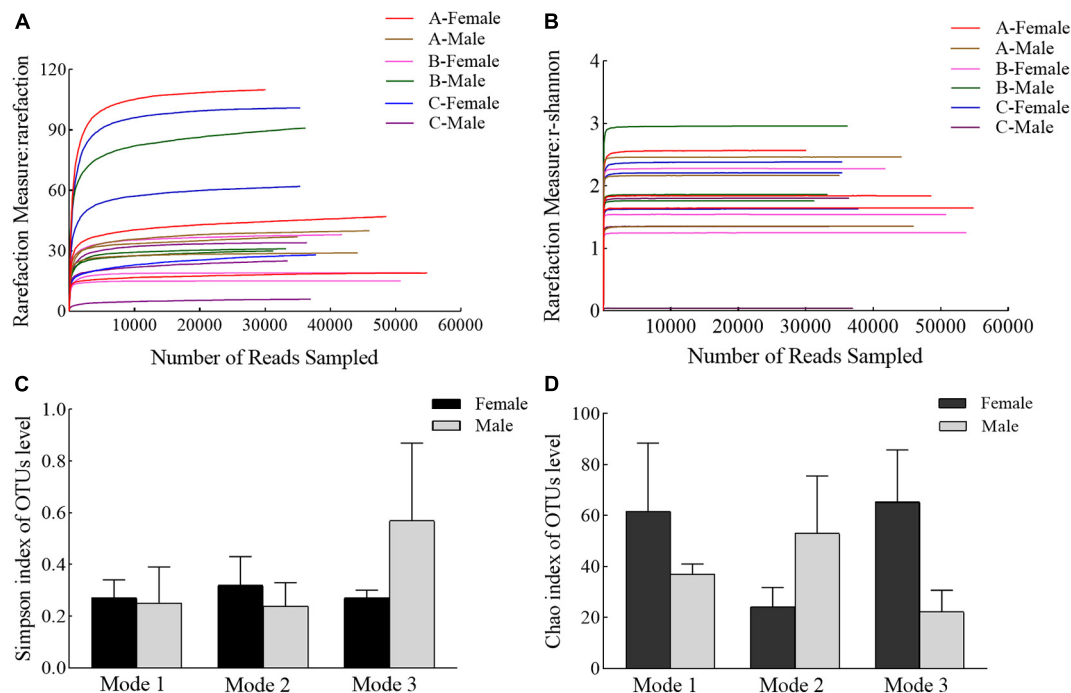 A
A-Female
A-Male
B-Female
B-Male
C-Female
C-Male
Rarefaction Measure:rarefaction
120
90
60
30
0
10000 20000 30000 40000 50000 60000
Number of Reads Sampled
B
A-Female
A-Male
B-Female
B-Male
C-Female
C-Male
Rarefaction Measure:r-shannon
4
3
2
1
0
10000 20000 30000 40000 50000 60000
Number of Reads Sampled
C
Female
Male
Simpson index of OTUs level
1.0
0.8
0.6
0.4
0.2
0.0
Mode 1 Mode 2 Mode 3
D
Female
Male
Chao index of OTUs level
100
80
60
40
20
0
Mode 1 Mode 2 Mode 3